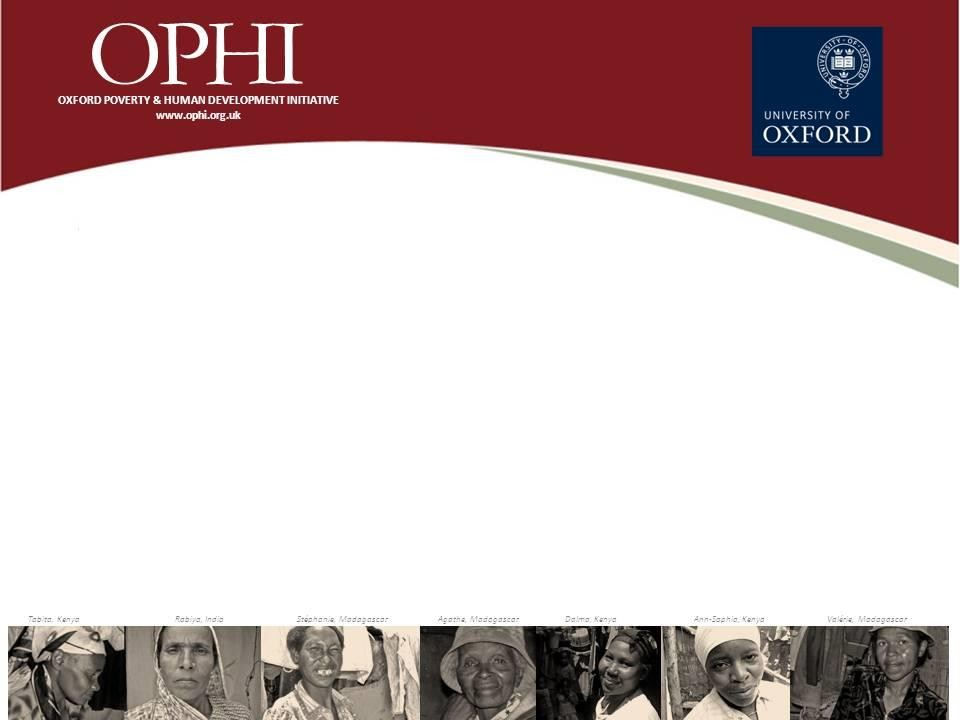 OPHI
OXFORD POVERTY & HUMAN DEVELOPMENT INITIATIVE
www.ophi.org.uk
UNIVERSITY OF
OXFORD
Tabita, Kenya
Rabiya, India
Stéphanie, Madagascar
Agathe, Madagascar
Dalma, Kenya
Ann-Sophia, Kenya
Valérie, Madagascar